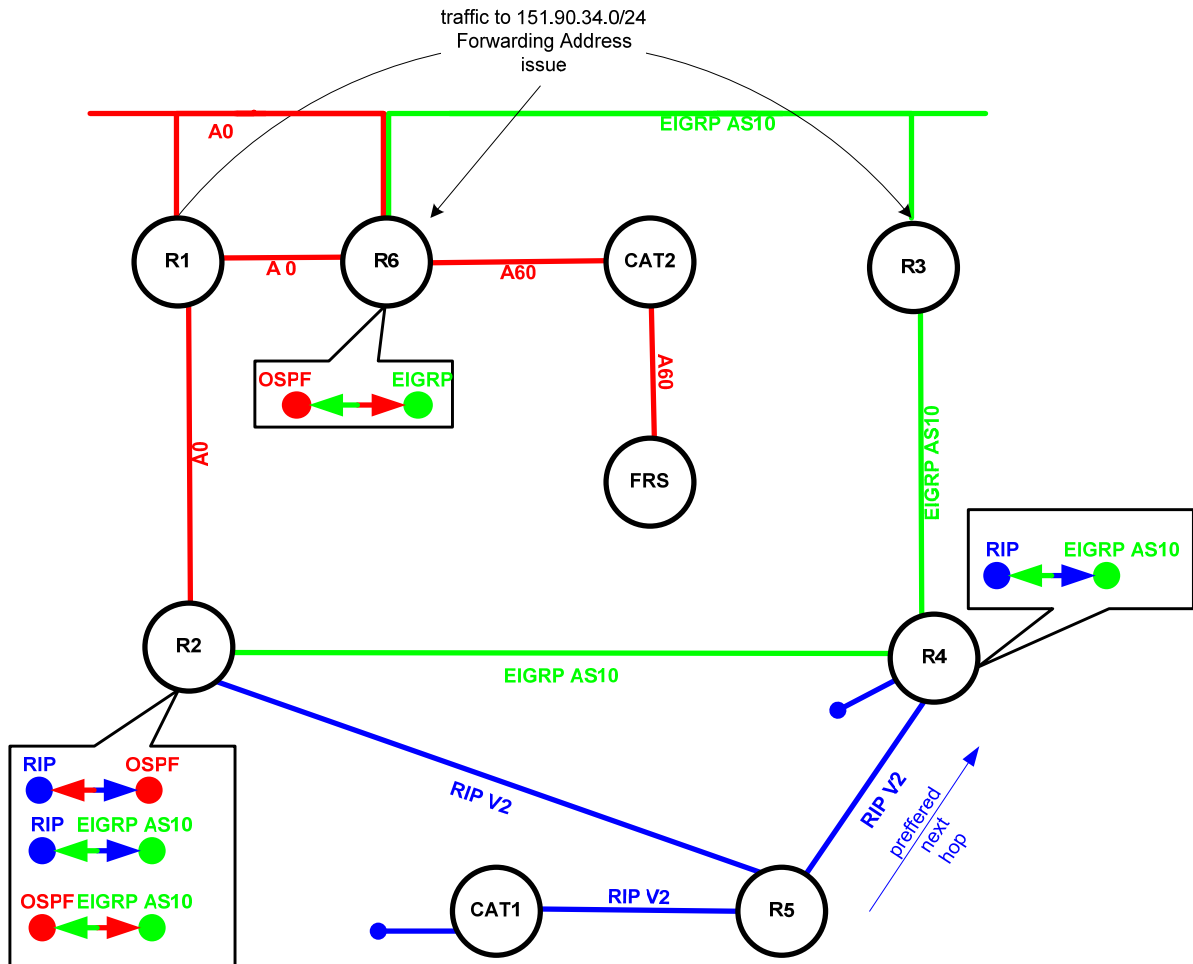 traffic to 151.90.34.0/24
Forwarding Address
issue
A0
EIGRP AS10
R1
A 0
R6
A60
CAT2
R3
OSPF
EIGRP
A60
A0
EIGRP AS10
FRS
RIP
EIGRP AS10
R2
EIGRP AS10
R4
RIP
OSPF
RIP
EIGRP AS10
OSPF
EIGRP AS10
RIP V2
RIP V2
preffered
next
hop
CAT1
RIP V2
R5